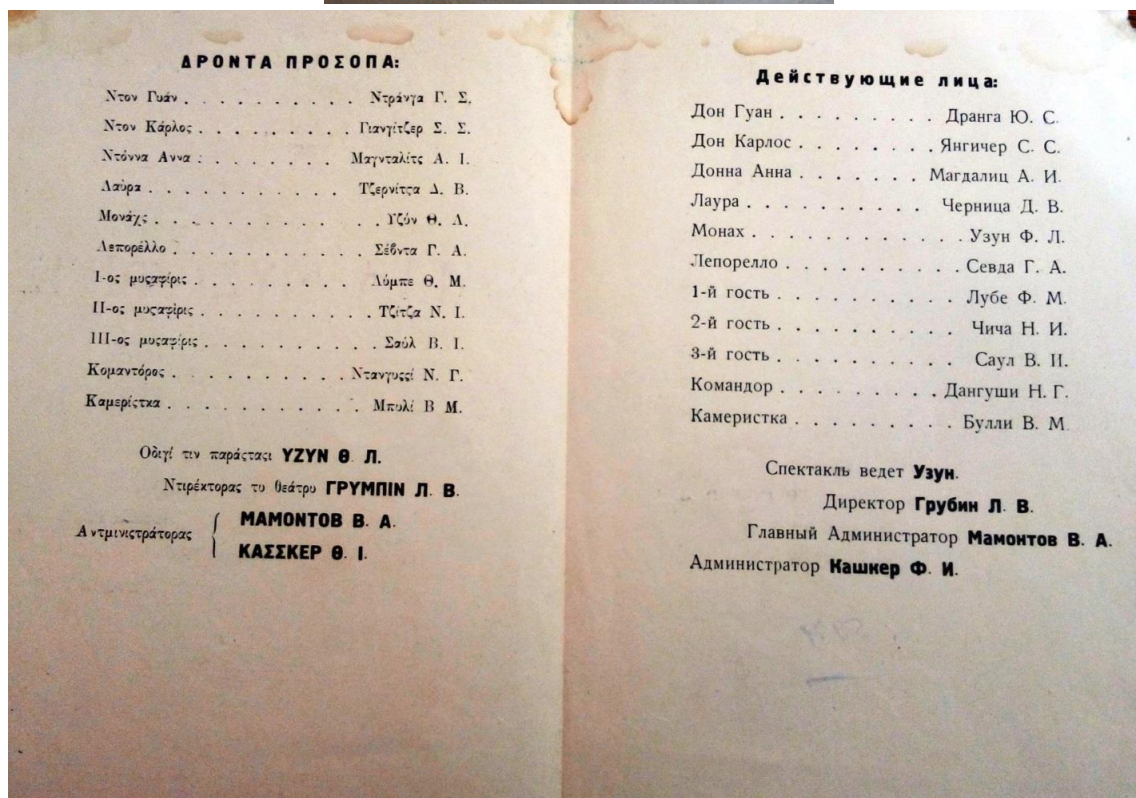 ΔΡΟΝΤΑ ΠΡΟΣΟΠΑ:
Ντον Γυάν . . . . . . . . . . Ντράνγα Γ. Σ.
Ντον Κάρλος . . . . . . . . . Γιανγίτζερ Σ. Σ.
Ντόννα Αννα : . . . . . . . . Μαγνταλίτς Α. Ι.
Λαύρα . . . . . . . . . . . Τζερνίτςα Δ. Β.
Μονάχς . . . . . . . . . . . Υζύν Θ. Λ.
Λεπορέλλο . . . . . . . . . . . Σέβντα Γ. Α.
Ι-ος μυςαφίρις . . . . . . . . . . Λύμπε Θ. Μ.
ΙΙ-ος μυςαφίρις . . . . . . . . . . Τζίτζα Ν. Ι.
ΙΙΙ-ος μυςαφίρις . . . . . . . . . . Σαύλ Β. Ι.
Κομαντόρος . . . . . . . . . . Ντανγυςςί Ν. Γ.
Καμερίςτκα . . . . . . . . . . . Μπυλί Β Μ.
Οδιγί τιν παράςταςι ΥΖΥΝ Θ. Л.
Ντιρέκτορας τυ θεάτρυ ΓΡΥΜΠΙΝ Л. В.
Αντμινιςτράτορας
ΜΑΜΟΝΤΟΒ Β. Α.
ΚΑΣΣΚΕΡ Θ. Ι.
Действующие лица:
Дон Гуан . . . . . . . . . Дранга Ю. С.
Дон Карлос . . . . . . . . Янгичер С. С.
Донна Анна . . . . . . . Магдалиц А. И.
Лаура . . . . . . . . . . Черница Д. В.
Монах . . . . . . . . . . . Узун Ф. Л.
Лепорелло . . . . . . . . . . Севда Г. А.
1-й гость . . . . . . . . . . Лубе Ф. М.
2-й гость . . . . . . . . . . Чича Н. И.
3-й гость . . . . . . . . . . Саул В. И.
Командор . . . . . . . . . Дангуши Н. Г.
Камеристка . . . . . . . . . Булли В. М.
Спектакль ведет Узун.
Директор Грубин Л. В.
Главный Администратор Мамонтов В. А.
Администратор Кашкер Ф. И.